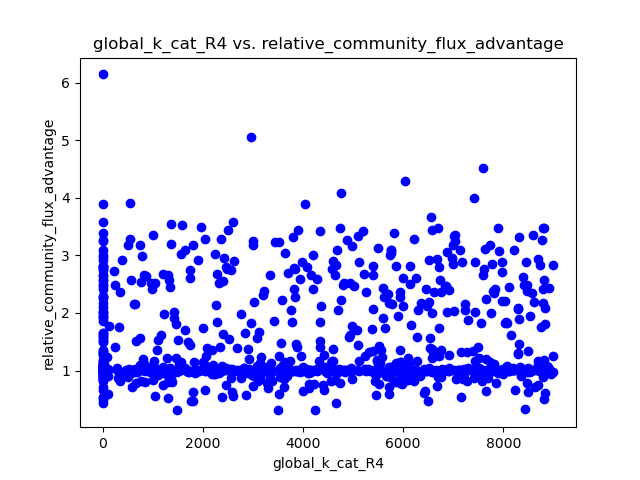 global_k_cat_R4 vs. relative_community_flux_advantage
relative_community_flux_advantage
6
5
4
3
2
1
0 2000 4000 6000 8000
global_k_cat_R4